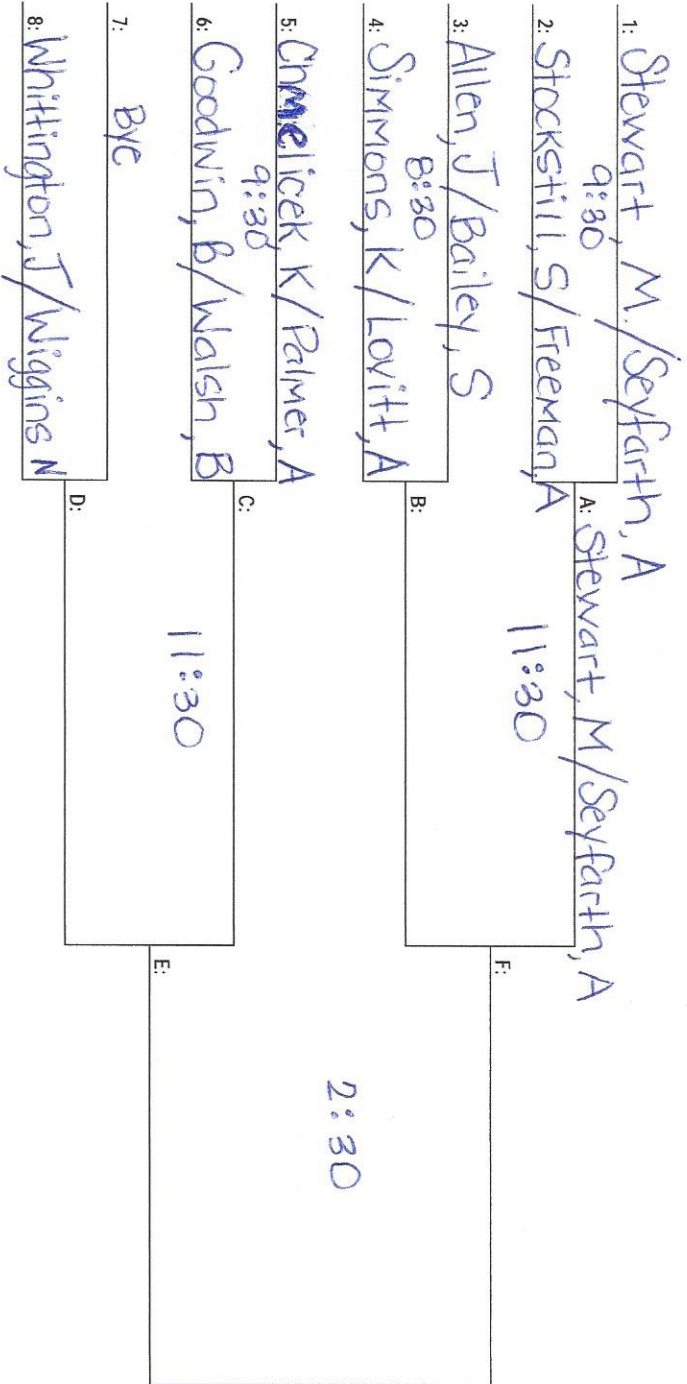 1: Stewart, M./Seyfarth, A
9:30
2: Stockstill, S/Freeman, A
A: Stewart, M/Seyfarth, A
11:30
3: Allen, J/Bailey, S
8:30
4: Simmons, K/Lovitt, A
B:
F:
2:30
5: Chmelicek, K/Palmer, A
9:30
6: Goodwin, B/Walsh, B
C:
11:30
7: Bye
8: Whittington, J/Wiggins N
D:
E: